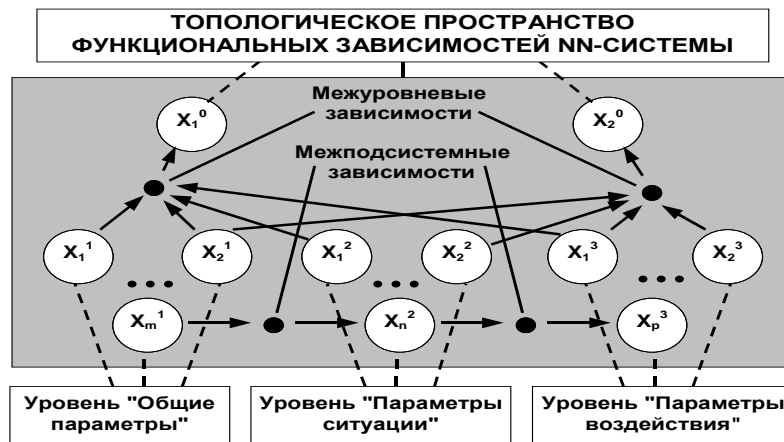 ТОПОЛОГИЧЕСКОЕ ПРОСТРАНСТВО
ФУНКЦИОНАЛЬНЫХ ЗАВИСИМОСТЕЙ NN-СИСТЕМЫ
Межуровневые
зависимости
X₁⁰
X₂⁰
Межподсистемные
зависимости
X₁¹
X₂¹
X₁²
X₂²
X₁³
X₂³
Xₘ¹
Xₙ²
Xₚ³
Уровень "Общие
параметры"
Уровень "Параметры
ситуации"
Уровень "Параметры
воздействия"